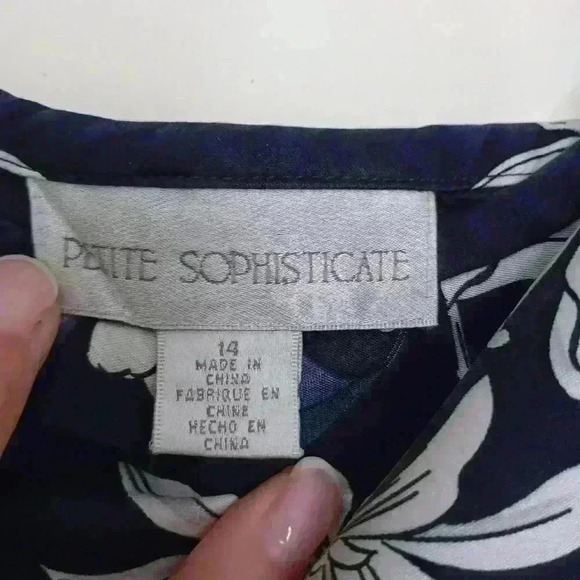 PETITE SOPHISTICATE
14
MADE IN
CHINA
FABRIQUE EN
CHINE
HECHO EN
CHINA